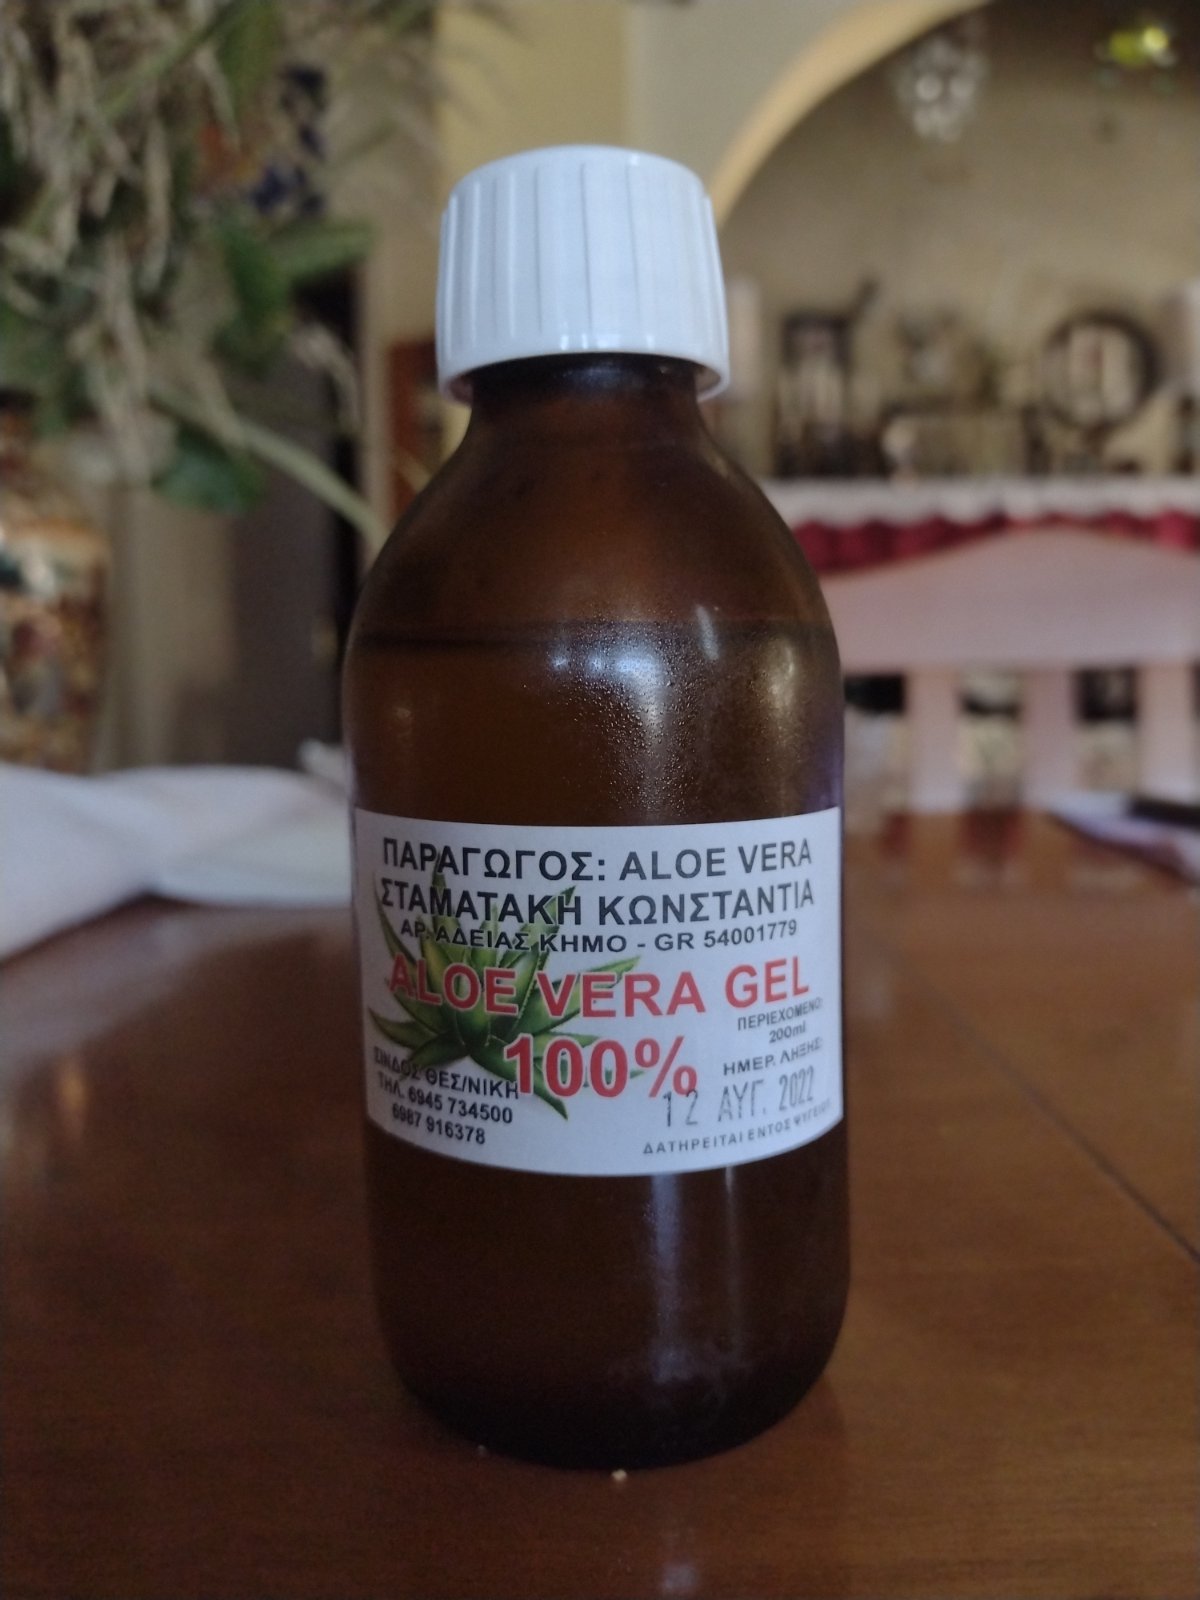 ΠΑΡΑΓΩΓΟΣ: ALOE VERA
ΣΤΑΜΑΤΑΚΗ ΚΩΝΣΤΑΝΤΙΑ
ΑΡ. ΑΔΕΙΑΣ ΚΗΜΟ - GR 54001779
ALOE VERA GEL
100%
ΠΕΡΙΕΧΟΜΕΝΟ:
200ml
ΗΜΕΡ. ΛΗΞΗΣ:
12 ΑΥΓ. 2022
ΣΙΝΔΟΣ ΘΕΣ/ΝΙΚΗ
ΤΗΛ. 6945 734500
6987 916378
ΔΑΤΗΡΕΙΤΑΙ ΕΝΤΟΣ ΨΥΓΕΙΟΥ